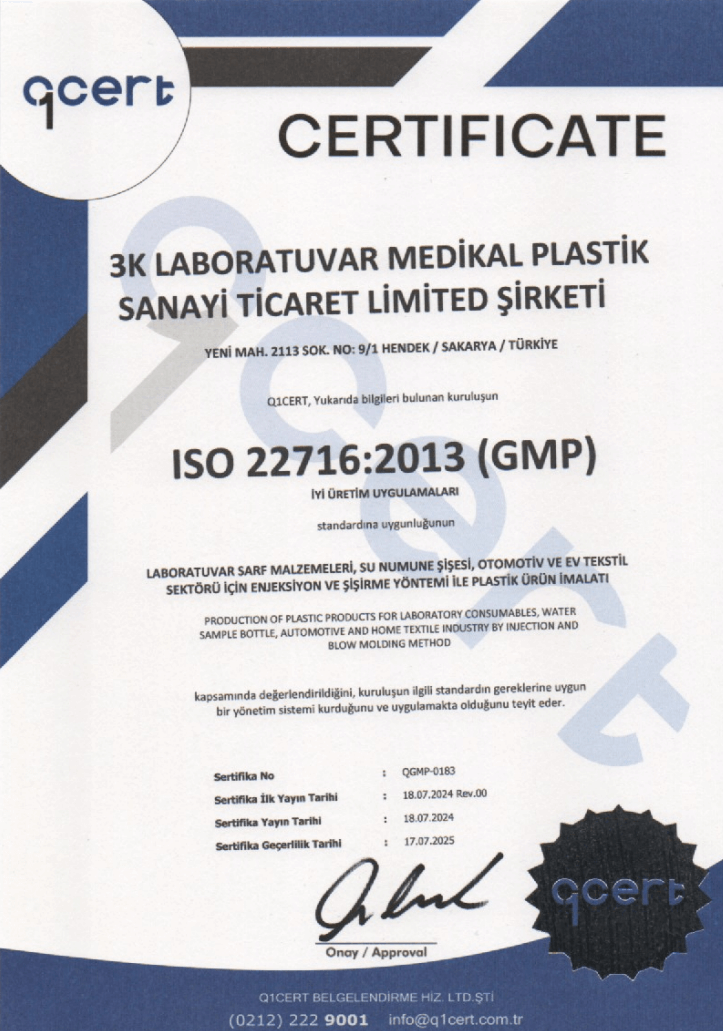 q1cert
CERTIFICATE
3K LABORATUVAR MEDİKAL PLASTİK
SANAYİ TİCARET LİMİTED ŞİRKETİ
YENİ MAH. 2113 SOK. NO: 9/1 HENDEK / SAKARYA / TÜRKİYE
Q1CERT, Yukarıda bilgileri bulunan kuruluşun
ISO 22716:2013 (GMP)
İYİ ÜRETİM UYGULAMALARI
standardına uygunluğunun
LABORATUVAR SARF MALZEMELERİ, SU NUMUNE ŞİŞESİ, OTOMOTİV VE EV TEKSTİL
SEKTÖRÜ İÇİN ENJEKSİYON VE ŞİŞİRME YÖNTEMİ İLE PLASTİK ÜRÜN İMALATI
PRODUCTION OF PLASTIC PRODUCTS FOR LABORATORY CONSUMABLES, WATER
SAMPLE BOTTLE, AUTOMOTIVE AND HOME TEXTILE INDUSTRY BY INJECTION AND
BLOW MOLDING METHOD
kapsamında değerlendirildiğini, kuruluşun ilgili standardın gereklerine uygun
bir yönetim sistemi kurduğunu ve uygulamakta olduğunu teyit eder.
Sertifika No : QGMP-0183
Sertifika İlk Yayın Tarihi : 18.07.2024 Rev.00
Sertifika Yayın Tarihi : 18.07.2024
Sertifika Geçerlilik Tarihi : 17.07.2025
Onay / Approval
q1cert
Q1CERT BELGELENDİRME HİZ. LTD.ŞTİ
(0212) 222 9001 info@q1cert.com.tr